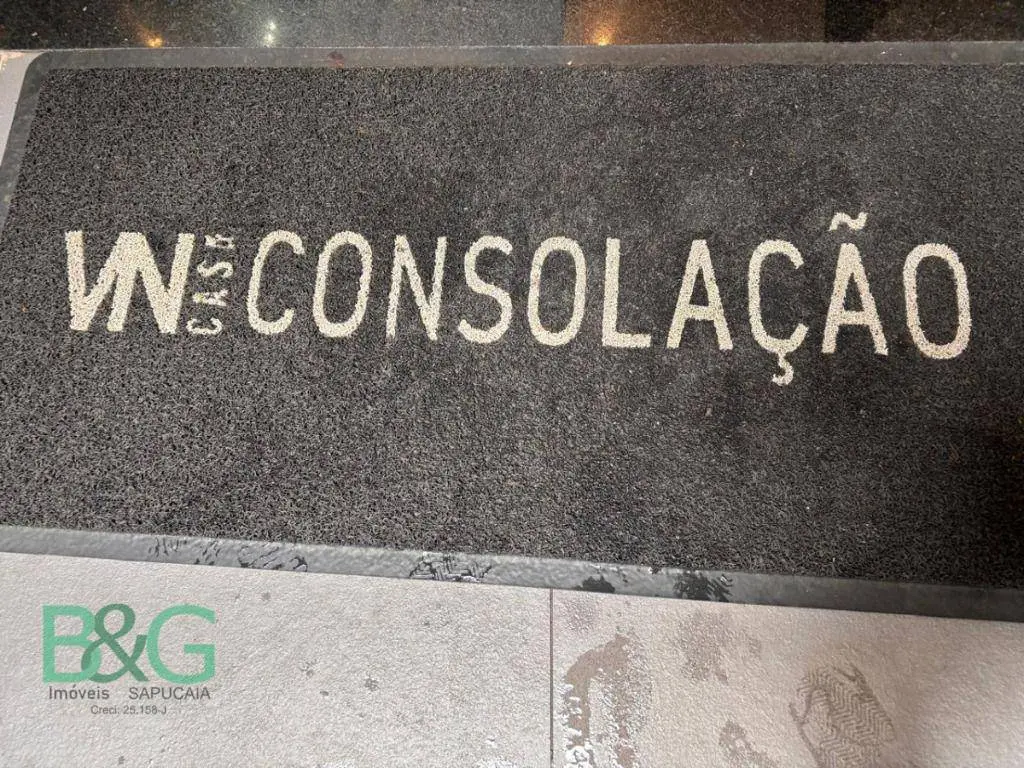 VN CASA CONSOLAÇÃO
B&G
Imóveis SAPUCAIA
Creci: 25.158-J